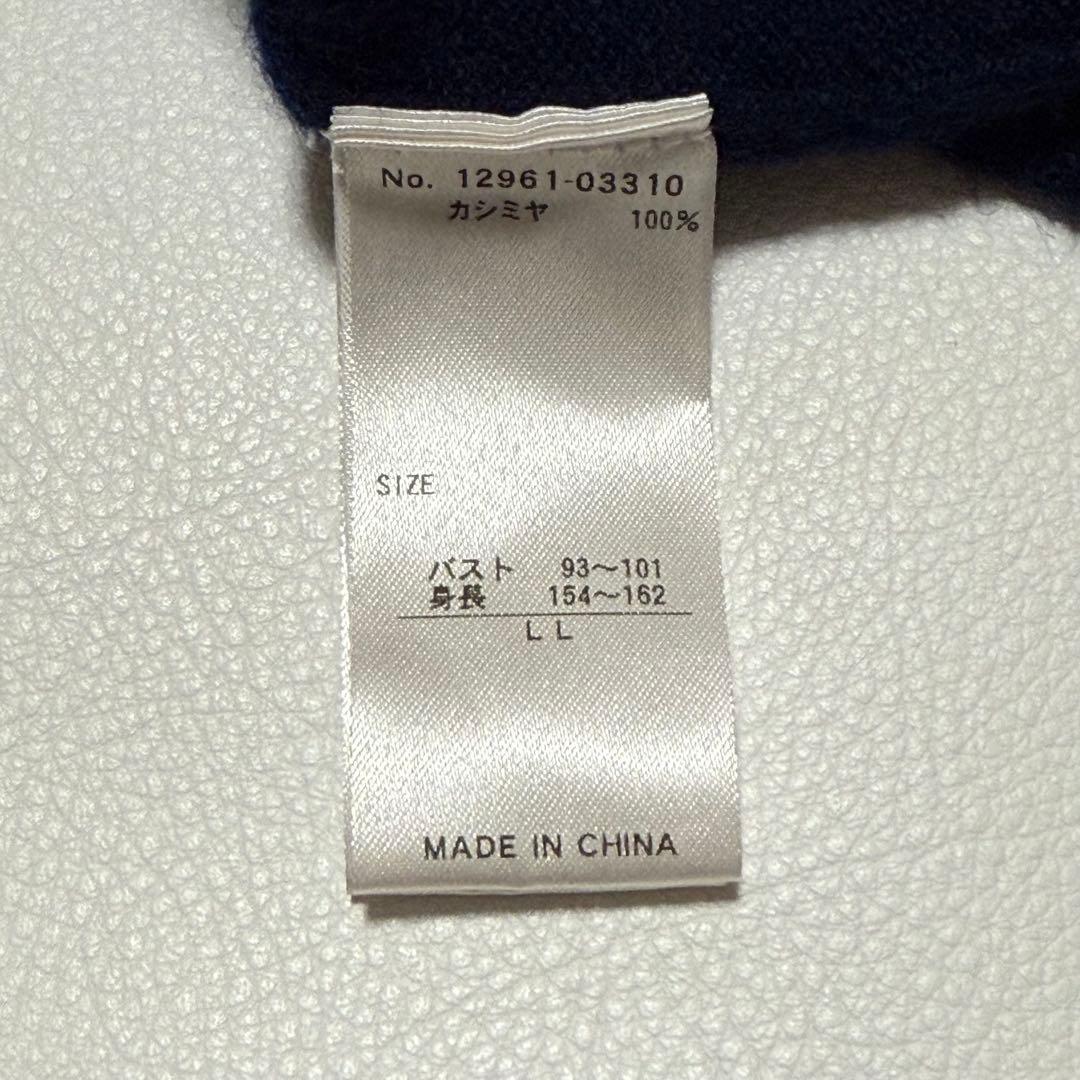 No. 12961-03310
カシミヤ 100%
SIZE
バスト 93〜101
身長 154〜162
LL
MADE IN CHINA